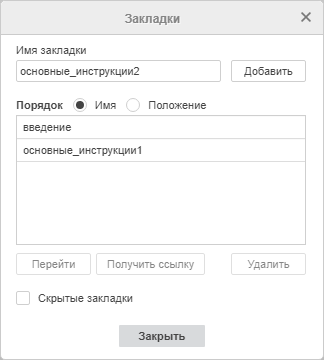 Закладки
Имя закладки
основные_инструкции2 Добавить
Порядок Имя Положение
введение
основные_инструкции1
Перейти Получить ссылку Удалить
Скрытые закладки
Закрыть